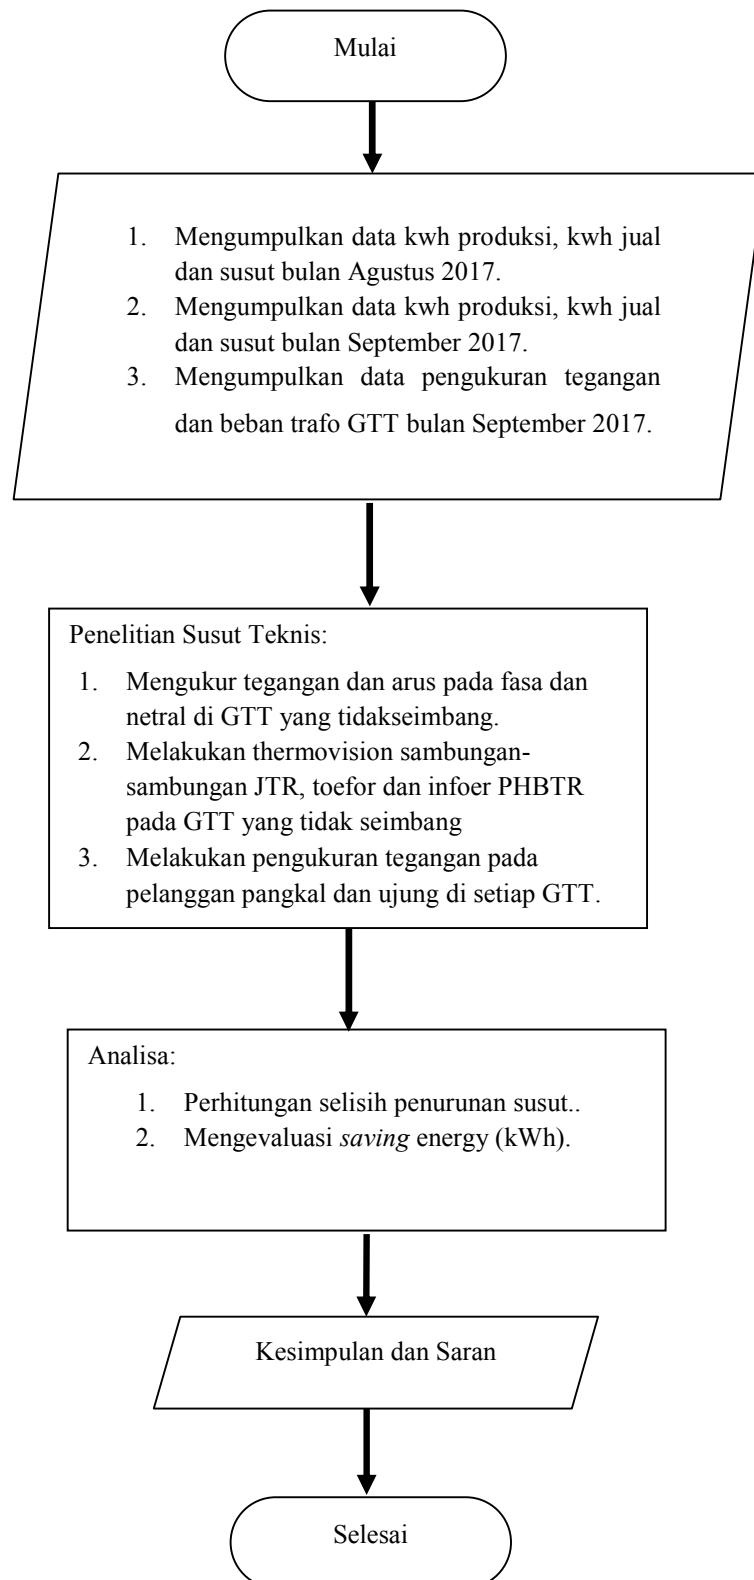 Mulai
1. Mengumpulkan data kwh produksi, kwh jual
dan susut bulan Agustus 2017.
2. Mengumpulkan data kwh produksi, kwh jual
dan susut bulan September 2017.
3. Mengumpulkan data pengukuran tegangan
dan beban trafo GTT bulan September 2017.
Penelitian Susut Teknis:
1. Mengukur tegangan dan arus pada fasa dan
netral di GTT yang tidakseimbang.
2. Melakukan thermovision sambungan-
sambungan JTR, toefor dan infoer PHBTR
pada GTT yang tidak seimbang
3. Melakukan pengukuran tegangan pada
pelanggan pangkal dan ujung di setiap GTT.
Analisa:
1. Perhitungan selisih penurunan susut..
2. Mengevaluasi saving energy (kWh).
Kesimpulan dan Saran
Selesai